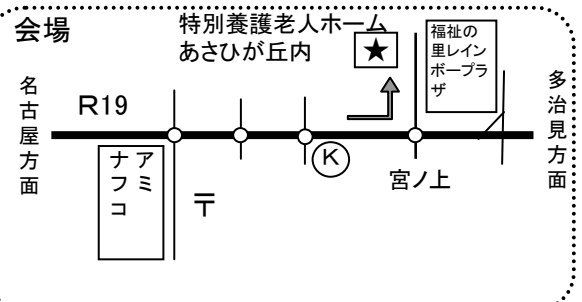 会場
特別養護老人ホーム
あさひが丘内
★
福祉の
里レイン
ボープラ
ザ
名古屋方面
R19
多治見方面
アミ
ナフコ
〒
K
宮ノ上